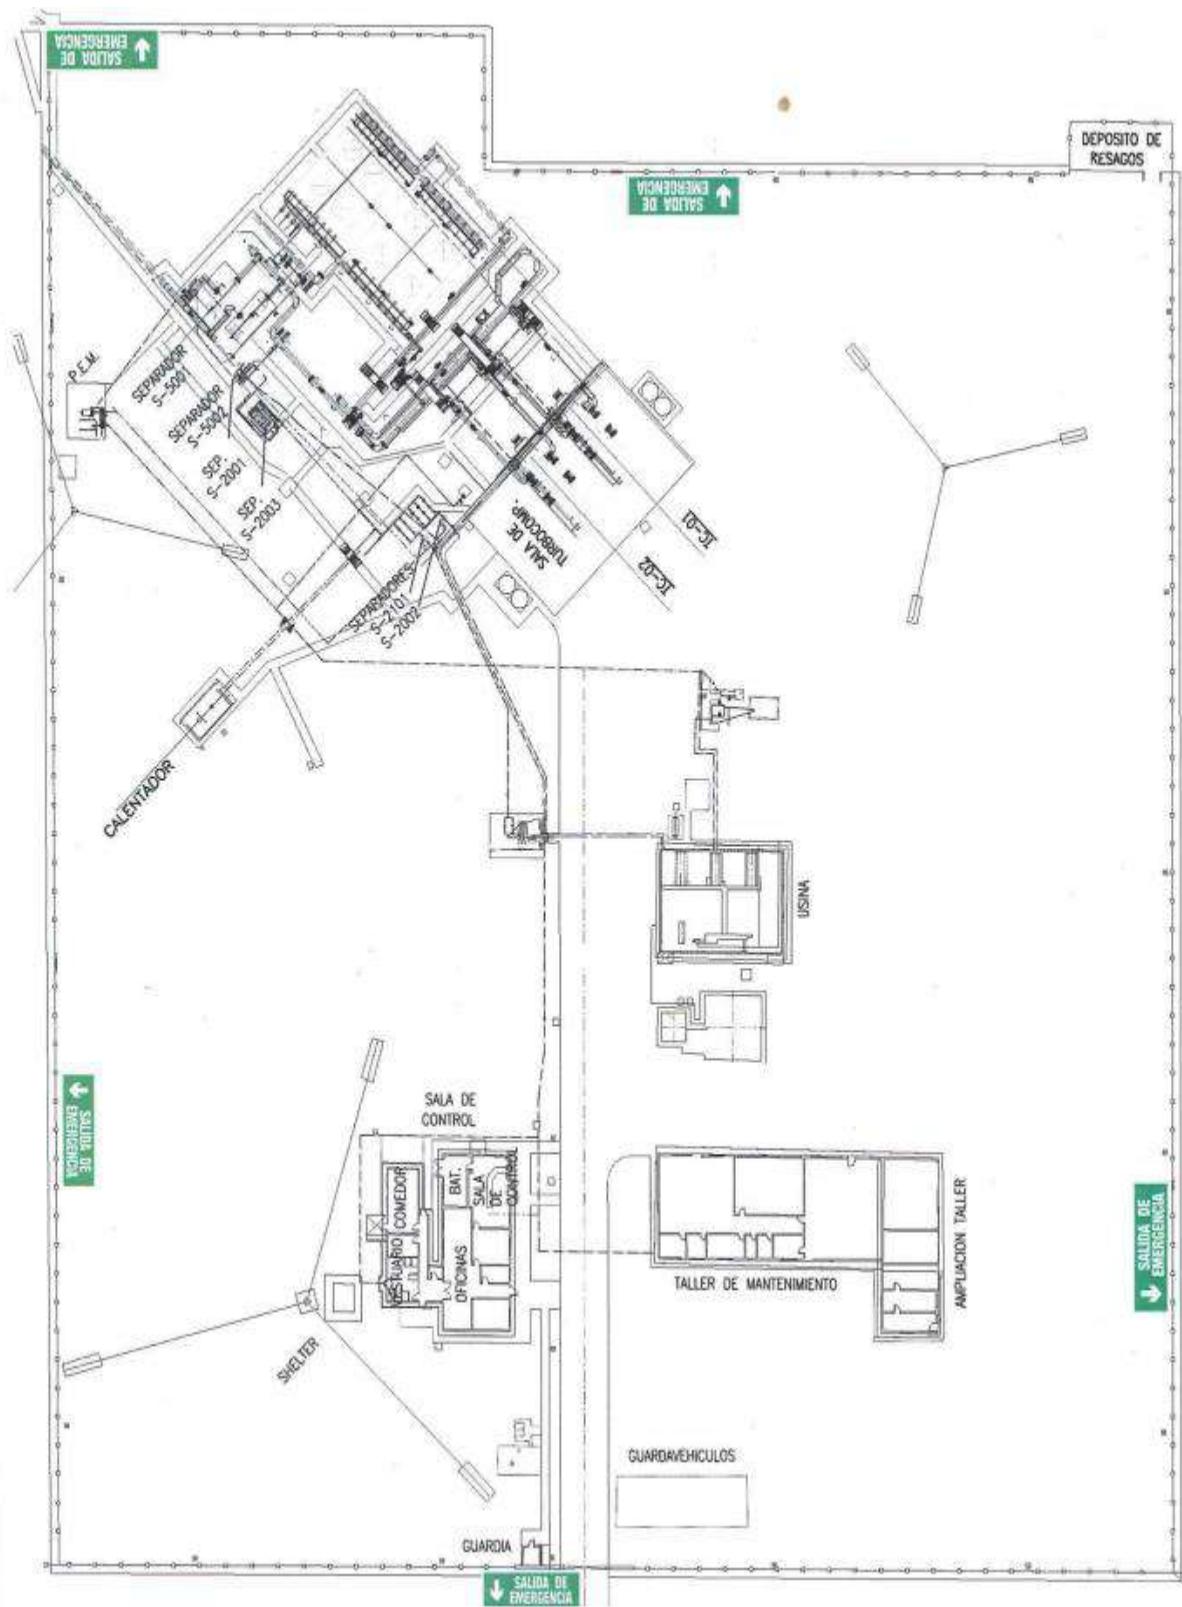 SALIDA DE
EMERGENCIA
DEPOSITO DE
RESAGOS
SALIDA DE
EMERGENCIA
P.E.M.
SEPARADOR
S-5001
SEPARADOR
S-5002
SEP.
S-2001
SEP.
S-2003
SALA DE
TURBOCOMP.
TC-01
TC-02
SEPARADORES
S-2101
S-2002
CALENTADOR
USINA
SALA DE
CONTROL
SALIDA DE
EMERGENCIA
COMEDOR
BAT.
SALA
DE
CONTROL
VESTUARIO
OFICINAS
SALIDA DE
EMERGENCIA
AMPLIACION TALLER
TALLER DE MANTENIMIENTO
SHELTER
GUARDAVEHICULOS
GUARDIA
SALIDA DE
EMERGENCIA